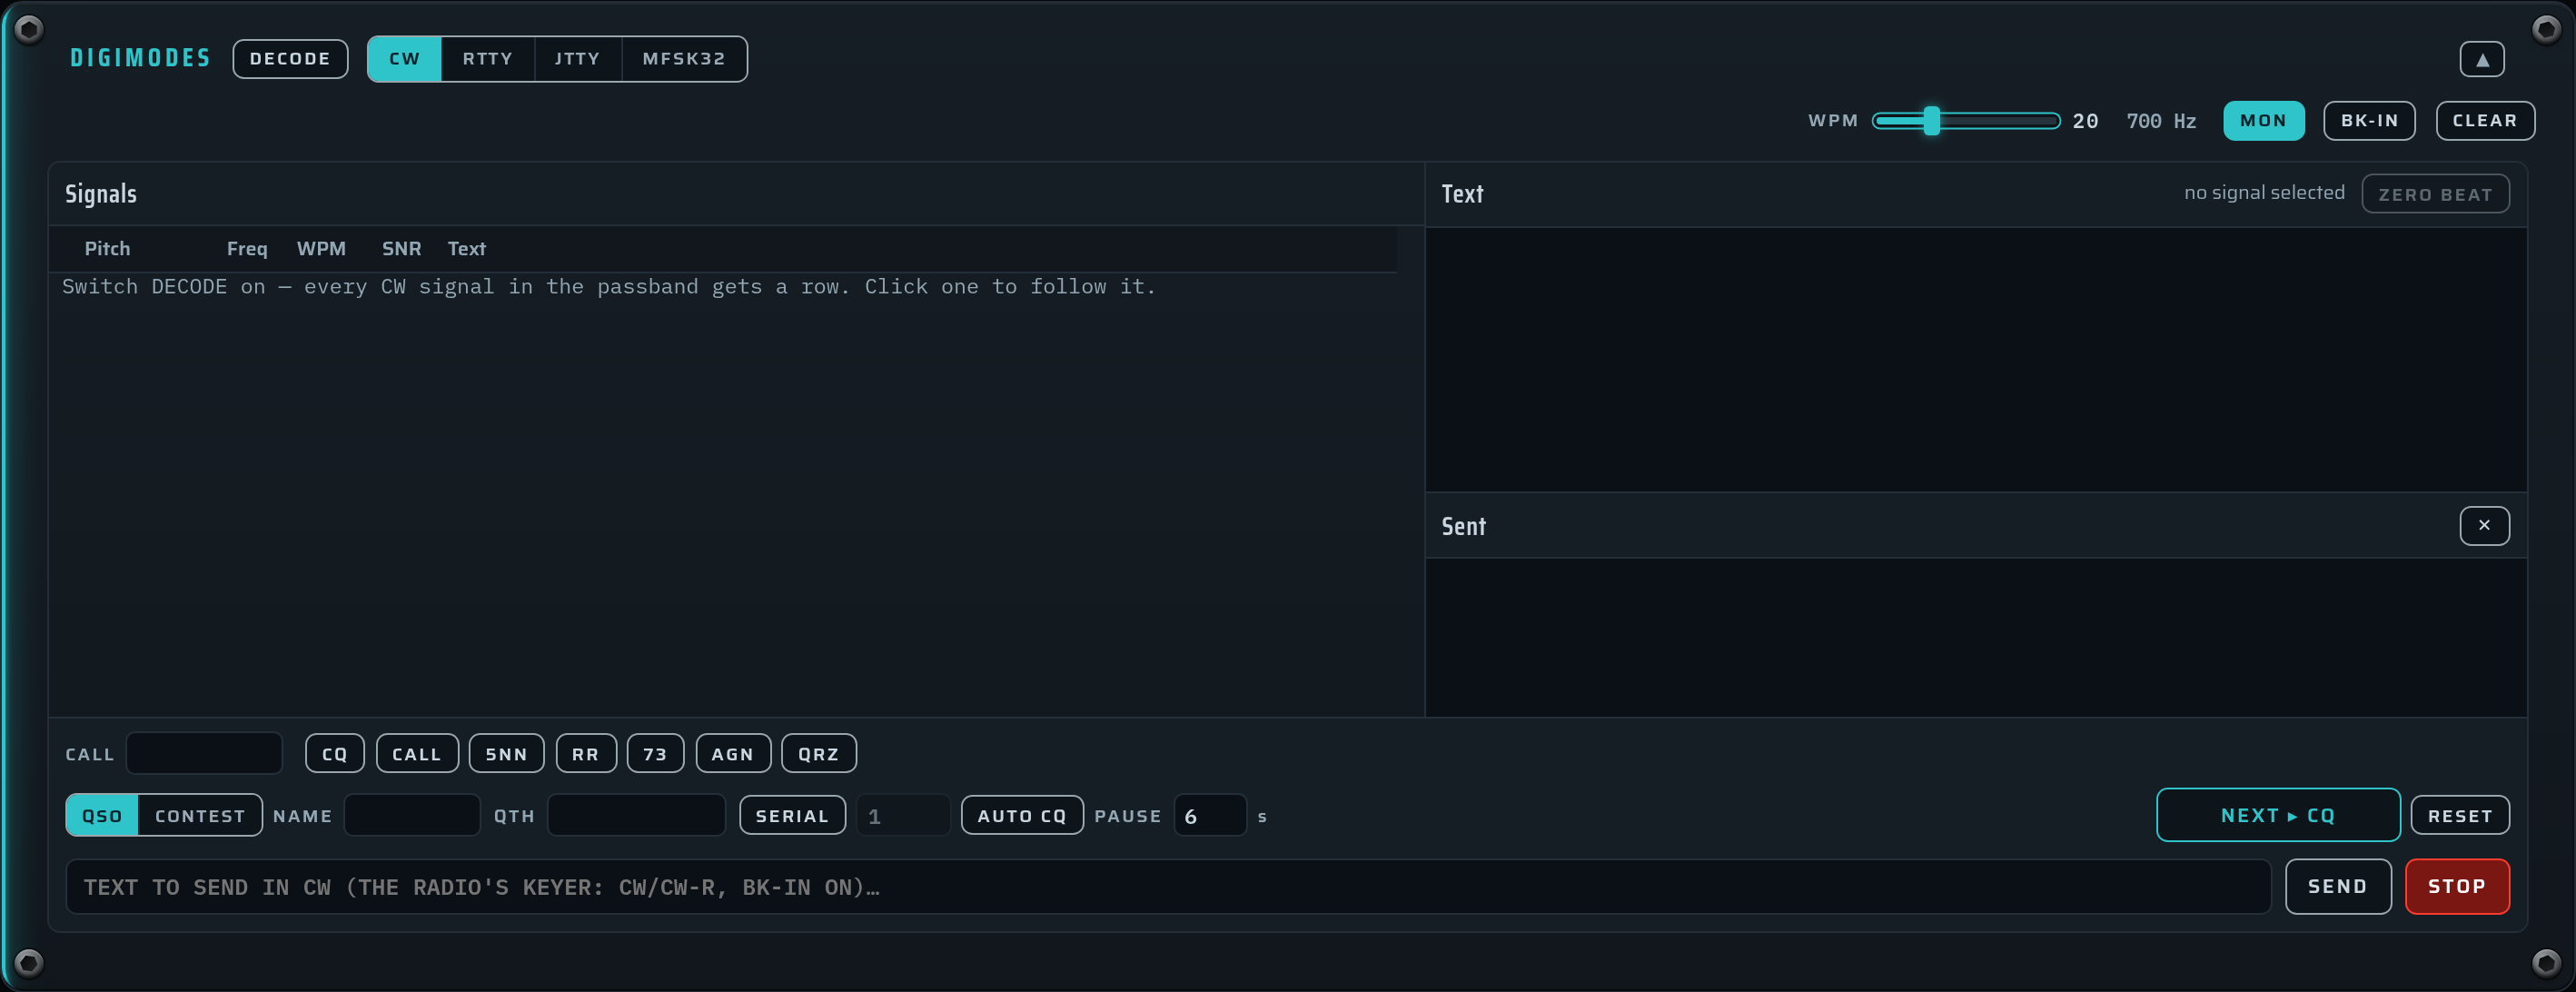 DIGIMODES DECODE CW RTTY JTTY MFSK32 ▲
WPM 20 700 Hz MON BK-IN CLEAR
Signals
Pitch Freq WPM SNR Text
Switch DECODE on — every CW signal in the passband gets a row. Click one to follow it.
Text no signal selected ZERO BEAT
Sent ×
CALL CQ CALL 5NN RR 73 AGN QRZ
QSO CONTEST NAME QTH SERIAL 1 AUTO CQ PAUSE 6 s NEXT ▸ CQ RESET
TEXT TO SEND IN CW (THE RADIO'S KEYER: CW/CW-R, BK-IN ON)… SEND STOP